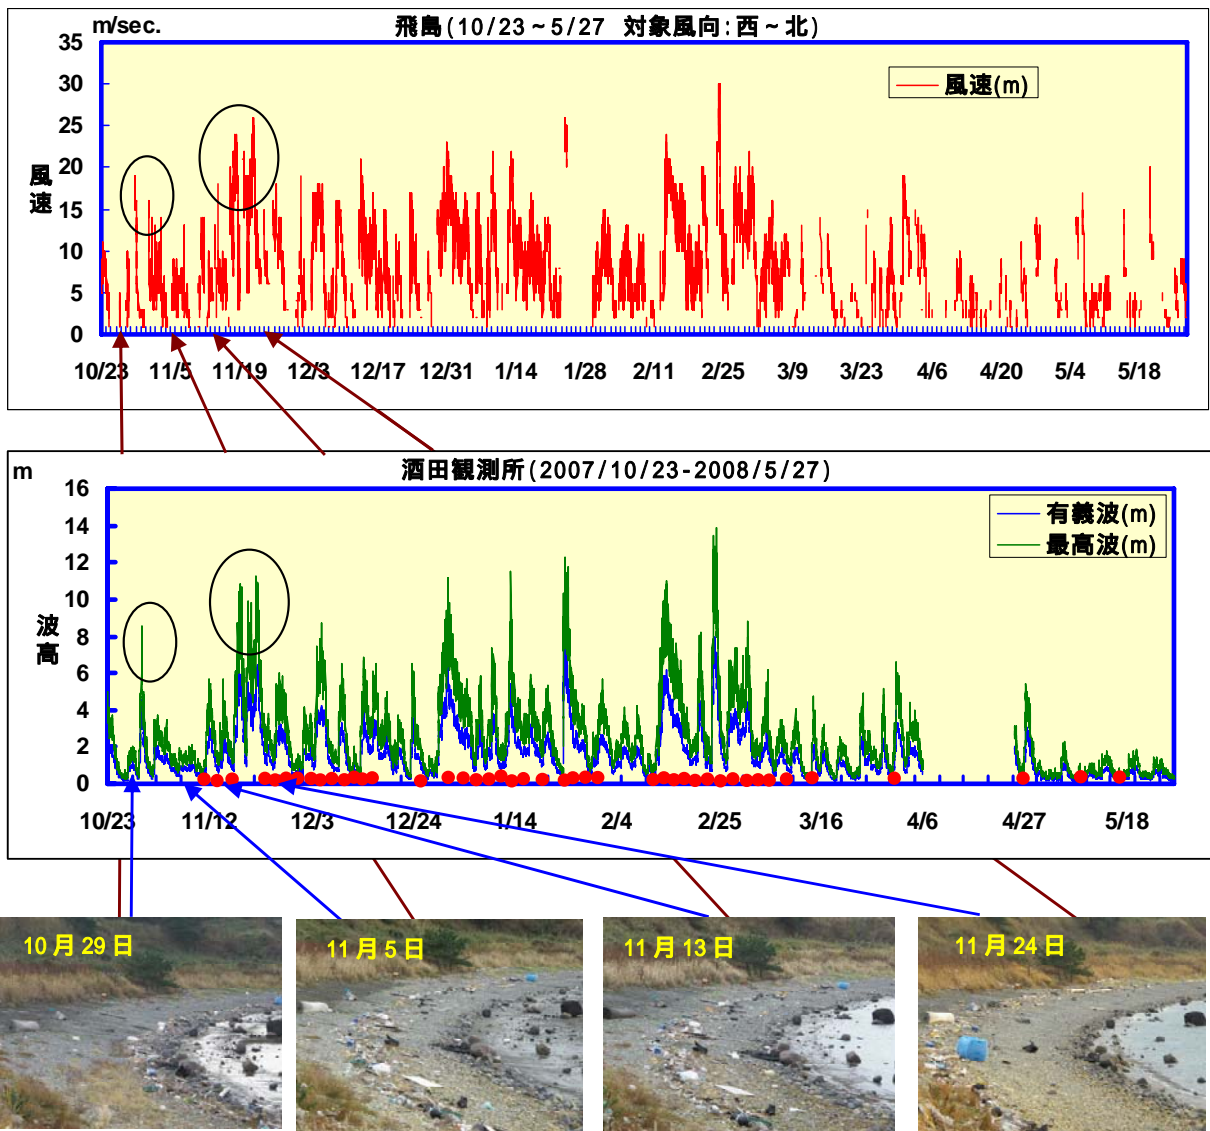 m/sec.
飛島(10/23～5/27 対象風向:西～北)
35
30
25
20
15
10
5
0
風速
風速(m)
10/23 11/5 11/19 12/3 12/17 12/31 1/14 1/28 2/11 2/25 3/9 3/23 4/6 4/20 5/4 5/18
m
酒田観測所(2007/10/23-2008/5/27)
16
14
12
10
8
6
4
2
0
波高
有義波(m)
最高波(m)
10/23 11/12 12/3 12/24 1/14 2/4 2/25 3/16 4/6 4/27 5/18
10月29日
11月5日
11月13日
11月24日